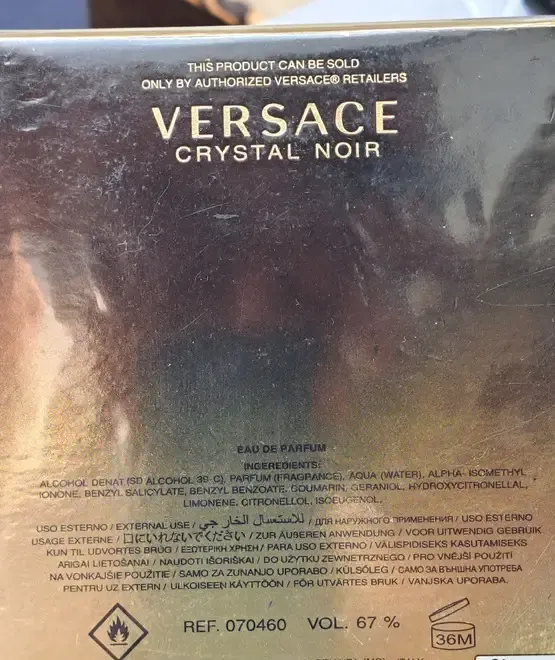 THIS PRODUCT CAN BE SOLD
ONLY BY AUTHORIZED VERSACE® RETAILERS
VERSACE
CRYSTAL NOIR
EAU DE PARFUM
INGEREDIENTS:
ALCOHOL DENAT (SD ALCOHOL 39-C), PARFUM (FRAGRANCE), AQUA (WATER), ALPHA- ISOMETHYL
IONONE, BENZYL SALICYLATE, BENZYL BENZOATE, COUMARIN, GERANIOL, HYDROXYCITRONELLAL,
LIMONENE, CITRONELLOL, ISOEUGENOL.
USO ESTERNO / EXTERNAL USE / للاستسال الخار جي / ДЛЯ НАРУЖНОГО ПРИМЕНЕНИЯ / USO ESTERNO
USAGE EXTERNE / 口にいれないでください / ZUR ÄUßEREN ANWENDUNG / VOOR UITWENDIG GEBRUIK
KUN TIL UDVORTES BRUG / ΕΞΩΤΕΡΙΚΗ ΧΡΗΣΗ / PARA USO EXTERNO / VÄLISPIDISEKS KASUTAMISEKS
ARIGAI LIETOŠANAI / NAUDOTI IŠORIŠKAI / DO UŻYTKU ZEWNĘTRZNEGO / PRO VNĚJŠÍ POUŽITÍ
NA VONKAJŠIE POUŽITIE / SAMO ZA ZUNANJO UPORABO / KÜLSŐLEG / САМО ЗА ВЪНШНА УПОТРЕБА
PENTRU UZ EXTERN / ULKOISEEN KÄYTTÖÖN / FÖR UTVÄRTES BRUK / VANJSKA UPORABA.
REF. 070460 VOL. 67 %
36M